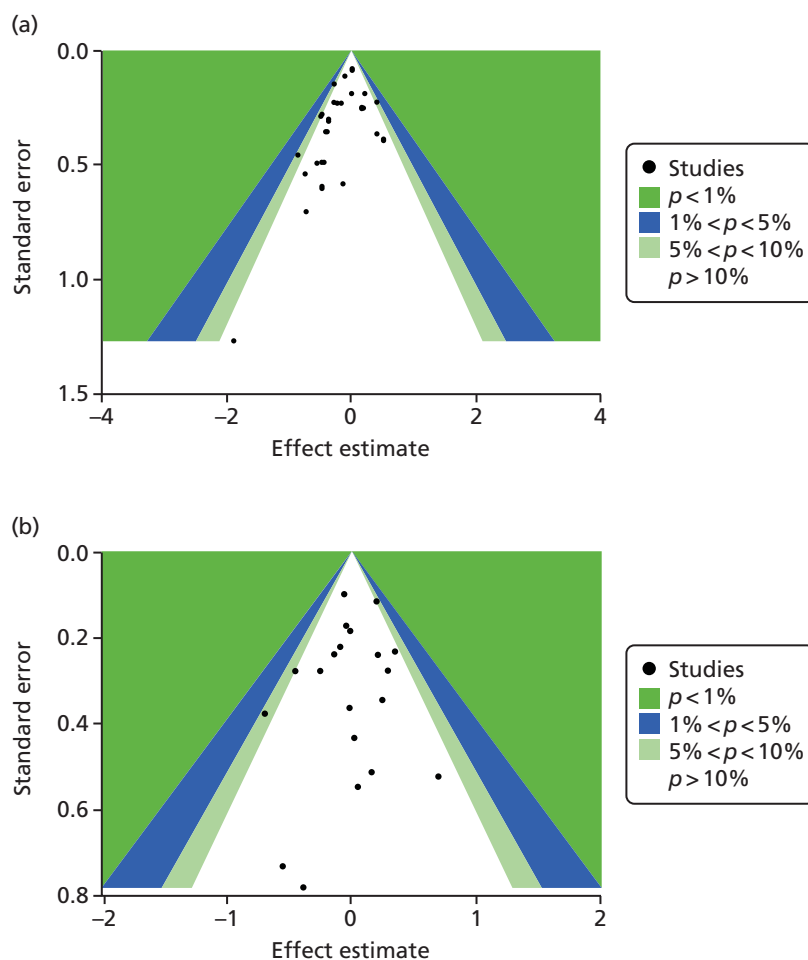 (a)
0.0
0.5
1.0
1.5
Standard error
−4
−2
0
2
4
Effect estimate
Studies
p < 1%
1% < p < 5%
5% < p < 10%
p > 10%
(b)
0.0
0.2
0.4
0.6
0.8
Standard error
−2
−1
0
1
2
Effect estimate
Studies
p < 1%
1% < p < 5%
5% < p < 10%
p > 10%